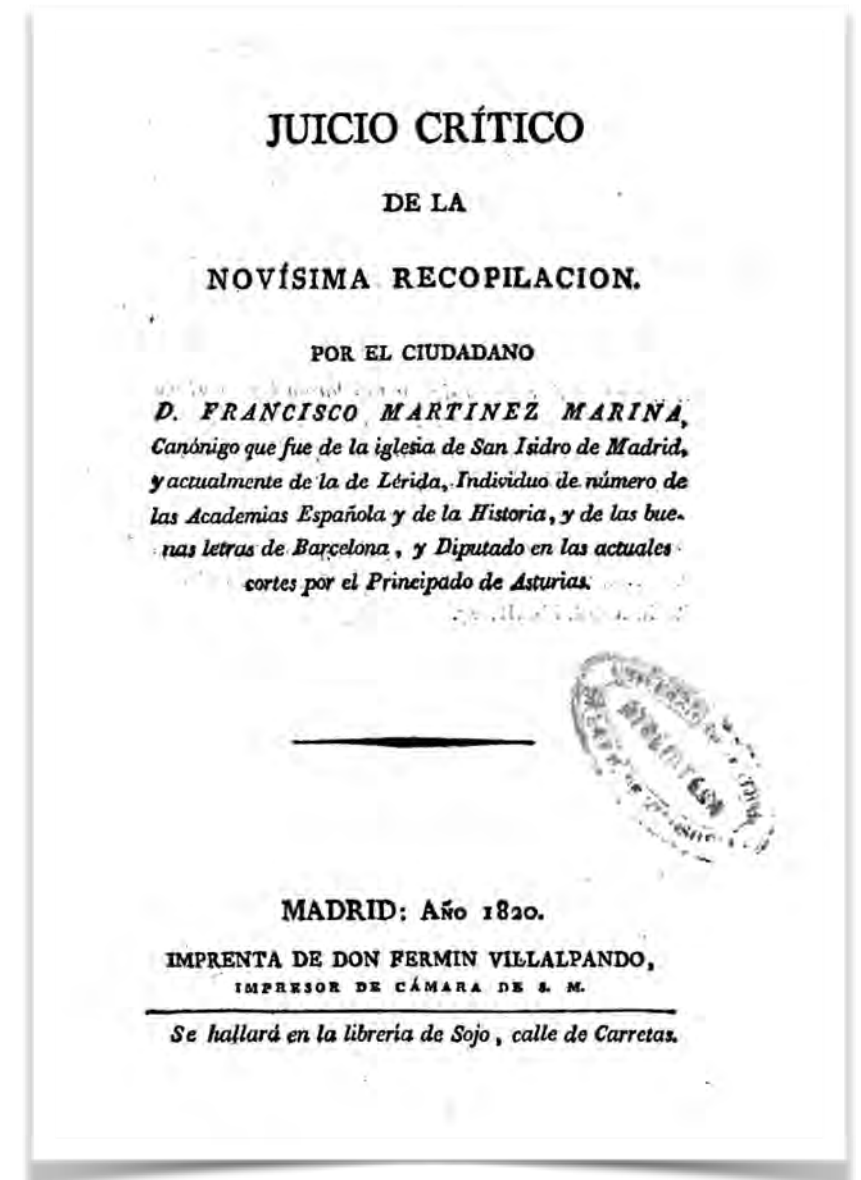 JUICIO CRÍTICO
DE LA
NOVÍSIMA RECOPILACION.
POR EL CIUDADANO
D. FRANCISCO MARTINEZ MARINA,
Canónigo que fue de la iglesia de San Isidro de Madrid,
y actualmente de la de Lérida, Individuo de número de
las Academias Española y de la Historia, y de las bue-
nas letras de Barcelona, y Diputado en las actuales
cortes por el Principado de Asturias.
BIBLIOTECA
MADRID: Año 1820.
IMPRENTA DE DON FERMIN VILLALPANDO,
IMPRESOR DE CÁMARA DE S. M.
Se hallará en la librería de Sojo, calle de Carretas.